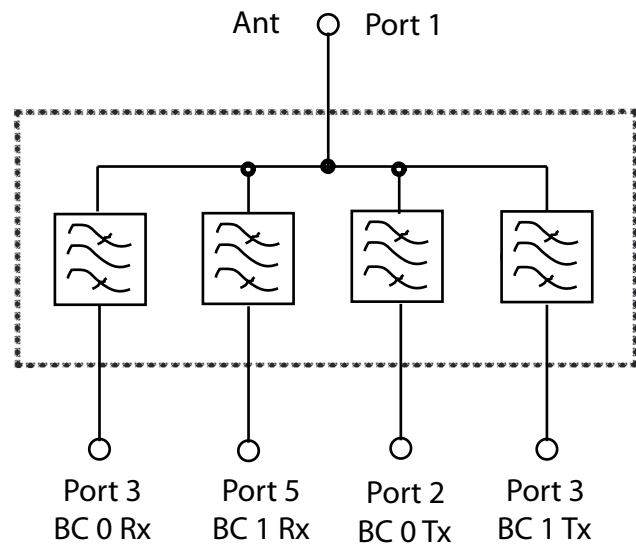 Ant Port 1
Port 3 Port 5 Port 2 Port 3
BC 0 Rx BC 1 Rx BC 0 Tx BC 1 Tx